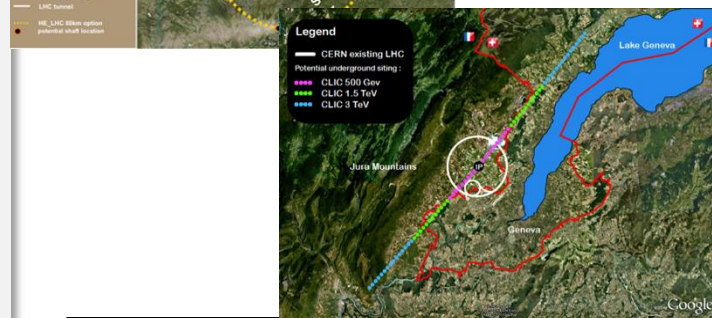 LHC tunnel
HE_LHC 80km option
potential shaft location
Legend
CERN existing LHC
Potential underground siting :
CLIC 500 Gev
CLIC 1.5 TeV
CLIC 3 TeV
Lake Geneva
Jura Mountains
IP
Geneva
Google